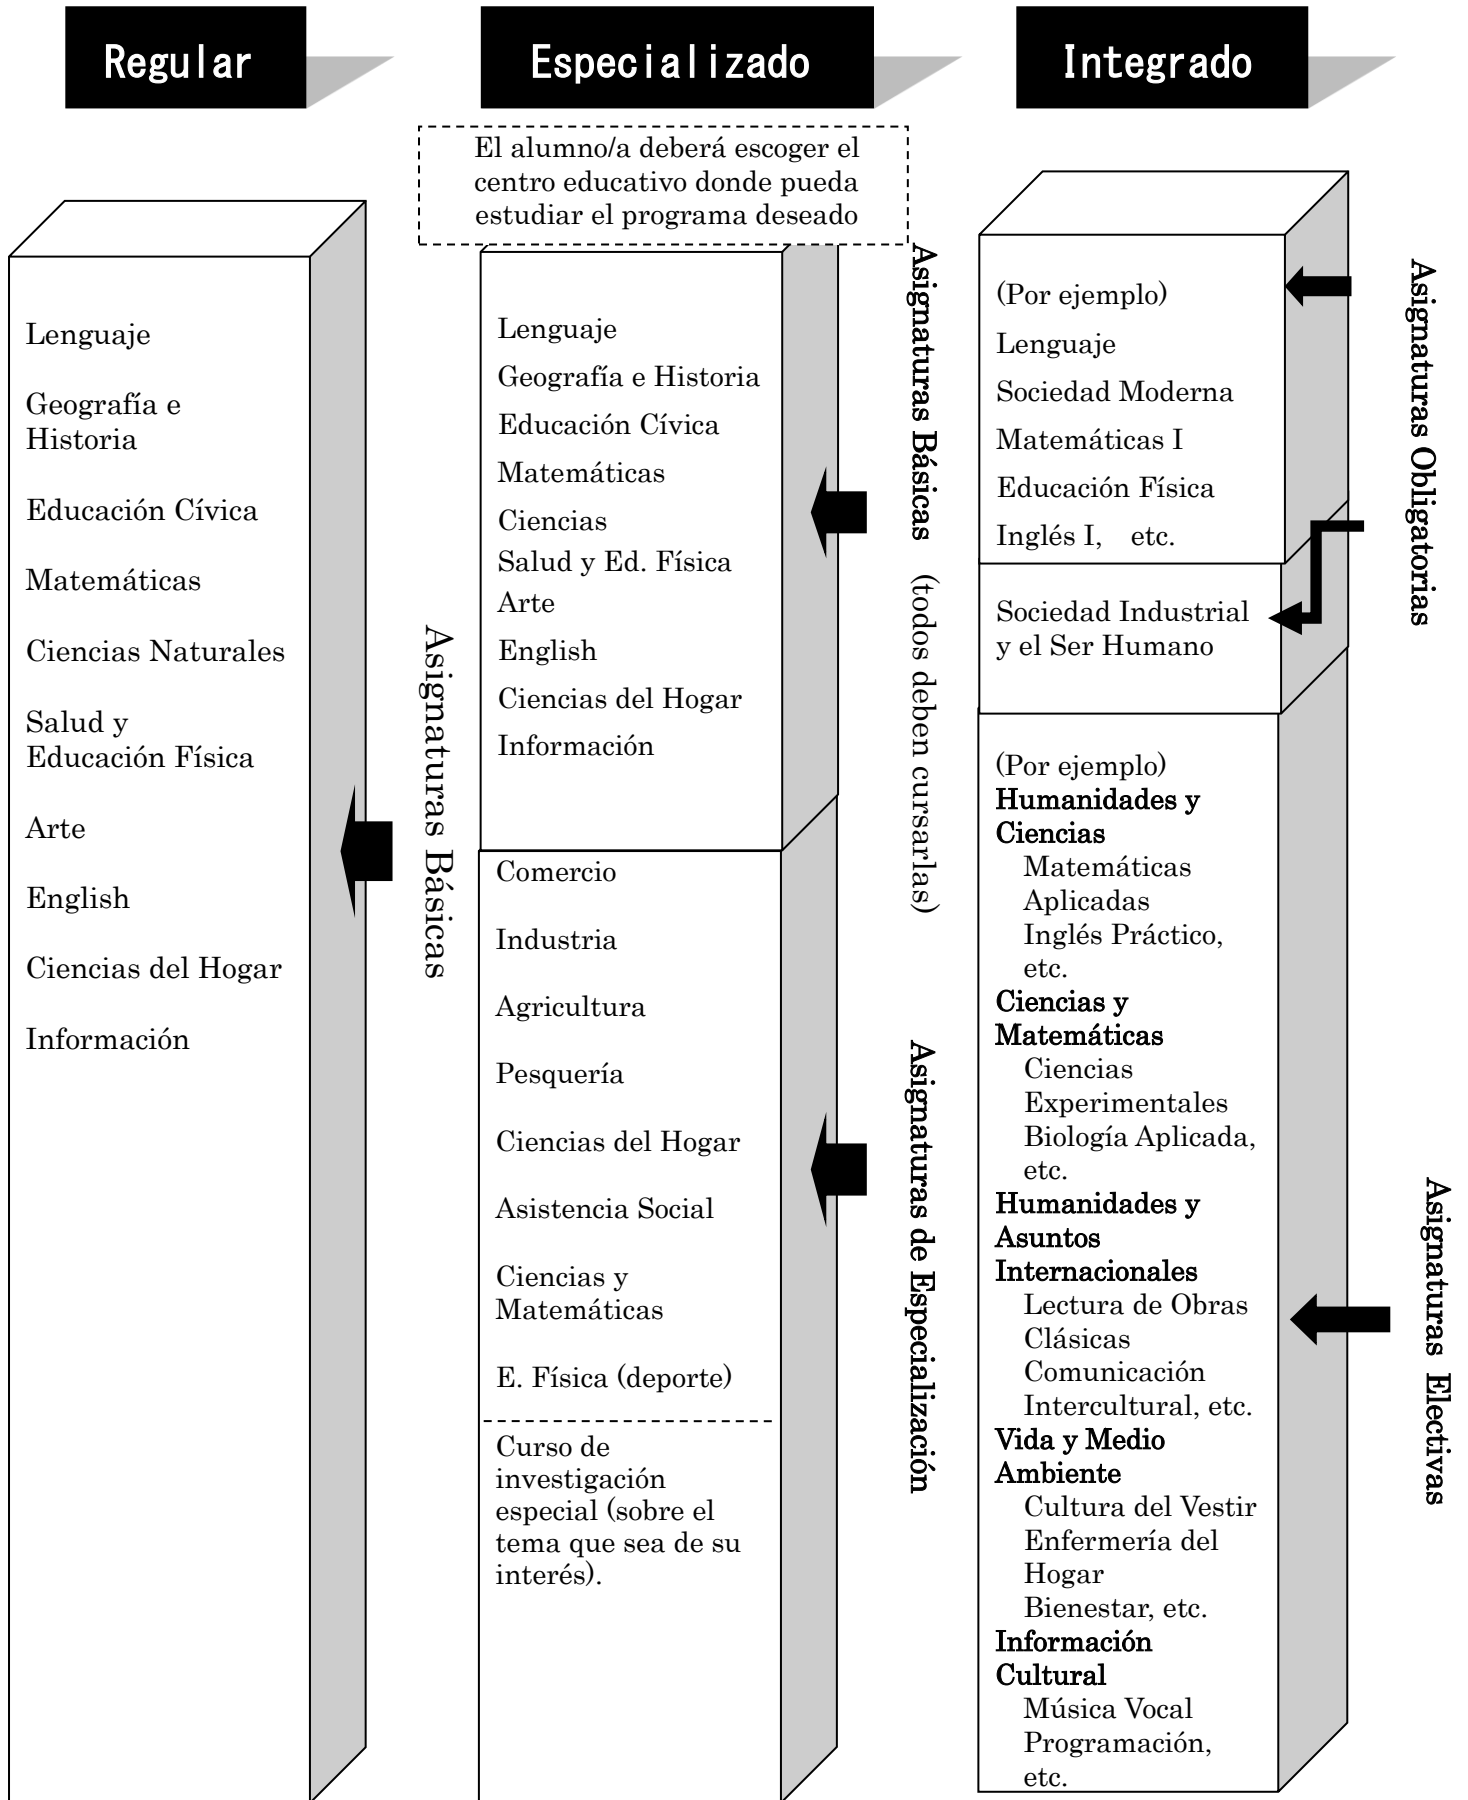 Regular
Lenguaje
Geografía e
Historia
Educación Cívica
Matemáticas
Ciencias Naturales
Salud y
Educación Física
Arte
English
Ciencias del Hogar
Información
Asignaturas Básicas
Especializado
El alumno/a deberá escoger el
centro educativo donde pueda
estudiar el programa deseado
Lenguaje
Geografía e Historia
Educación Cívica
Matemáticas
Ciencias
Salud y Ed. Física
Arte
English
Ciencias del Hogar
Información
Asignaturas Básicas (todos deben cursarlas)
Comercio
Industria
Agricultura
Pesquería
Ciencias del Hogar
Asistencia Social
Ciencias y
Matemáticas
E. Física (deporte)
Curso de
investigación
especial (sobre el
tema que sea de su
interés).
Asignaturas de Especialización
Integrado
(Por ejemplo)
Lenguaje
Sociedad Moderna
Matemáticas I
Educación Física
Inglés I, etc.
Sociedad Industrial
y el Ser Humano
Asignaturas Obligatorias
(Por ejemplo)
Humanidades y
Ciencias
Matemáticas
Aplicadas
Inglés Práctico,
etc.
Ciencias y
Matemáticas
Ciencias
Experimentales
Biología Aplicada,
etc.
Humanidades y
Asuntos
Internacionales
Lectura de Obras
Clásicas
Comunicación
Intercultural, etc.
Vida y Medio
Ambiente
Cultura del Vestir
Enfermería del
Hogar
Bienestar, etc.
Información
Cultural
Música Vocal
Programación,
etc.
Asignaturas Electivas